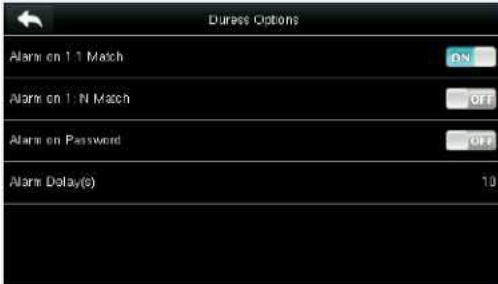 Duress Options
Alarm on 1:1 Match ON
Alarm on 1: N Match OFF
Alarm on Password OFF
Alarm Delay(s) 10